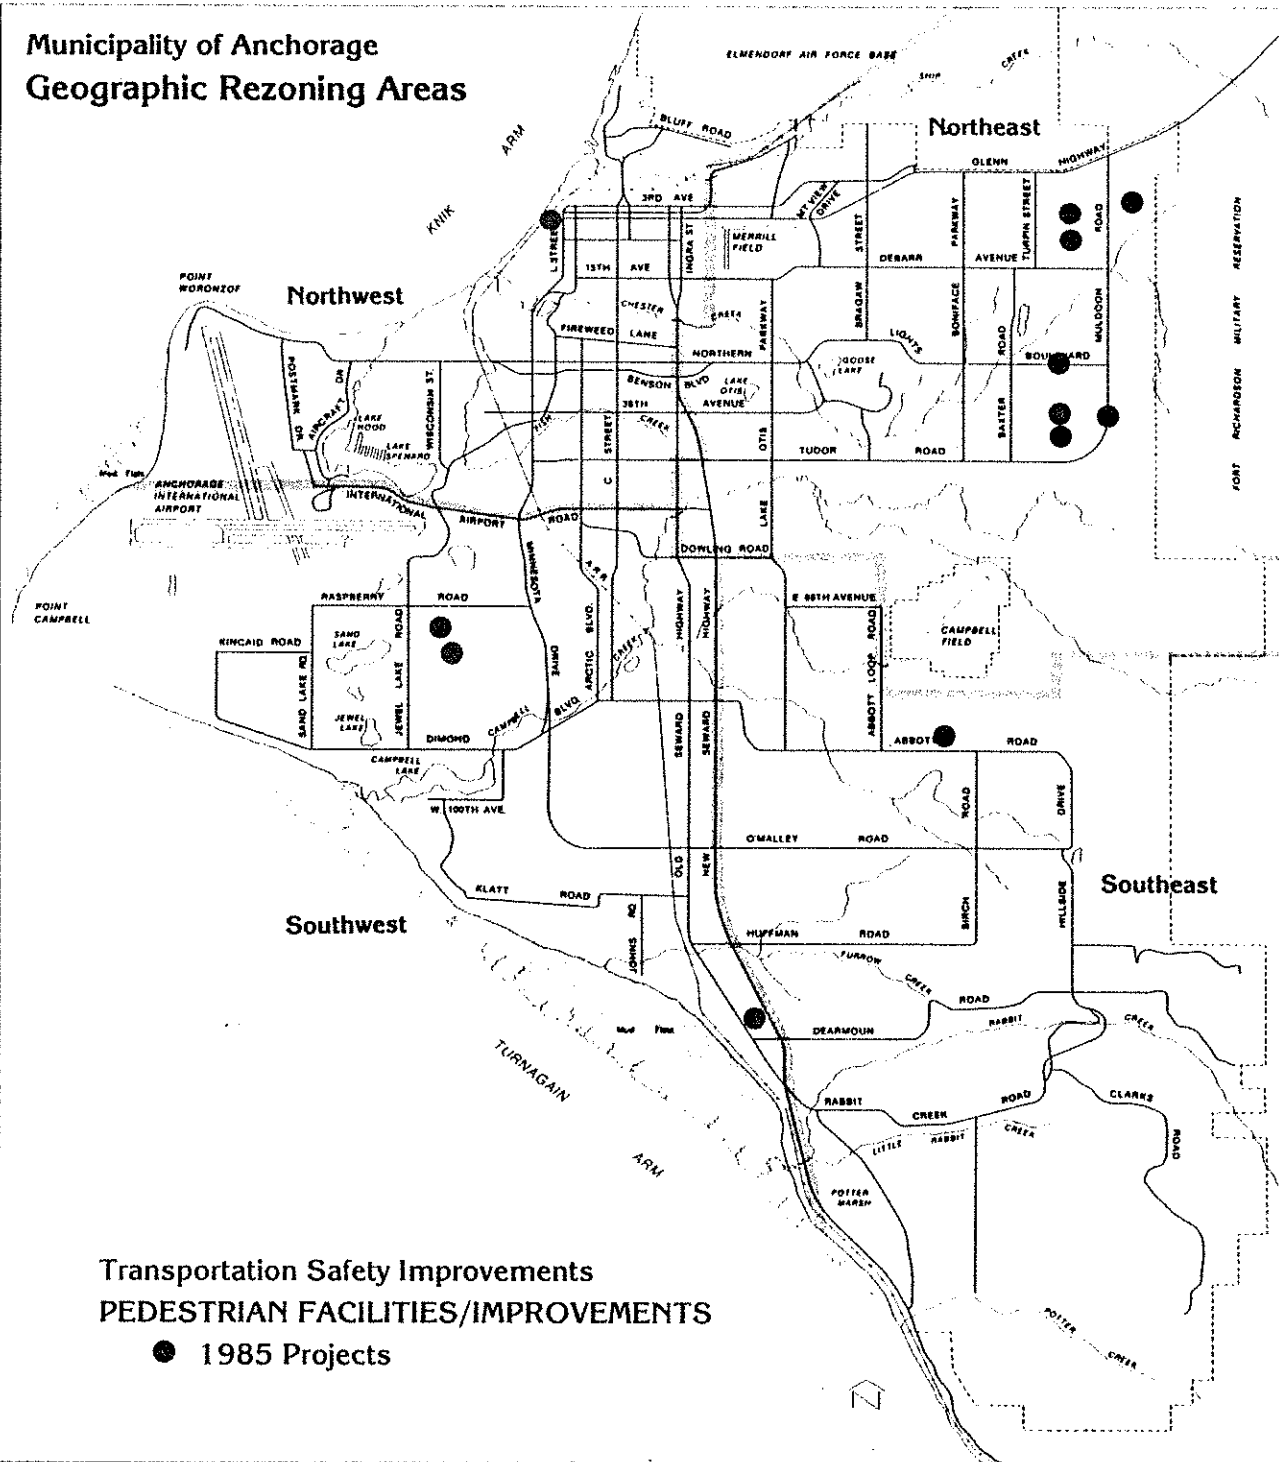 Municipality of Anchorage
Geographic Rezoning Areas
ELMENDORF AIR FORCE BASE
SHIP
CREEK
KNIK
ARM
BLUFF ROAD
Northeast
GLENN
HIGHWAY
3RD AVE
MT VIEW
DRIVE
L STREET
INGRA ST
MERRILL
FIELD
STREET
BRAGAW
PARKWAY
BONIFACE
TURPIN STREET
ROAD
MULDOON
DEBARR
AVENUE
15TH AVE
FORT RICHARDSON MILITARY RESERVATION
POINT
WORONZOF
Northwest
CHESTER
CREEK
FIREWEED LANE
PARKWAY
OTIS
LAKE
NORTHERN
LIGHTS
BOULEVARD
BENSON BLVD
LAKE
OTIS
GOOSE
LAKE
36TH
AVENUE
ROAD
BAXTER
POSTMARK DR.
AIRCRAFT
RD
LAKE
HOOD
LAKE
SPENARD
WISCONSIN ST.
FISH
CREEK
STREET
C
TUDOR
ROAD
Mud Flats
ANCHORAGE
INTERNATIONAL
AIRPORT
INTERNATIONAL
AIRPORT
ROAD
DOWLING ROAD
MINNESOTA
DRIVE
A.R.R.
ARCTIC BLVD.
HIGHWAY
HIGHWAY
POINT
CAMPBELL
RASPBERRY
ROAD
KINCAID ROAD
SAND
LAKE
SAND LAKE RD.
JEWEL LAKE ROAD
JEWEL
LAKE
E 68TH AVENUE
ABBOTT LOOP ROAD
CAMPBELL
FIELD
CREEK
CAMPBELL
DIMOND
BLVD.
CAMPBELL
LAKE
SEWARD
SEWARD
ABBOTT
ROAD
W. 100TH AVE.
ROAD
DRIVE
O'MALLEY
ROAD
OLD
NEW
KLATT
ROAD
Southeast
Southwest
JOHNS RD
BIRCH
HILLSIDE
HUFFMAN
ROAD
FURROW
CREEK
ROAD
RABBIT
CREEK
Mud Flats
DEARMOUN
TURNAGAIN
ARM
RABBIT
CREEK
ROAD
CLARKS
ROAD
LITTLE
RABBIT
CREEK
POTTER
MARSH
Transportation Safety Improvements
PEDESTRIAN FACILITIES/IMPROVEMENTS
1985 Projects
POTTER
CREEK
N